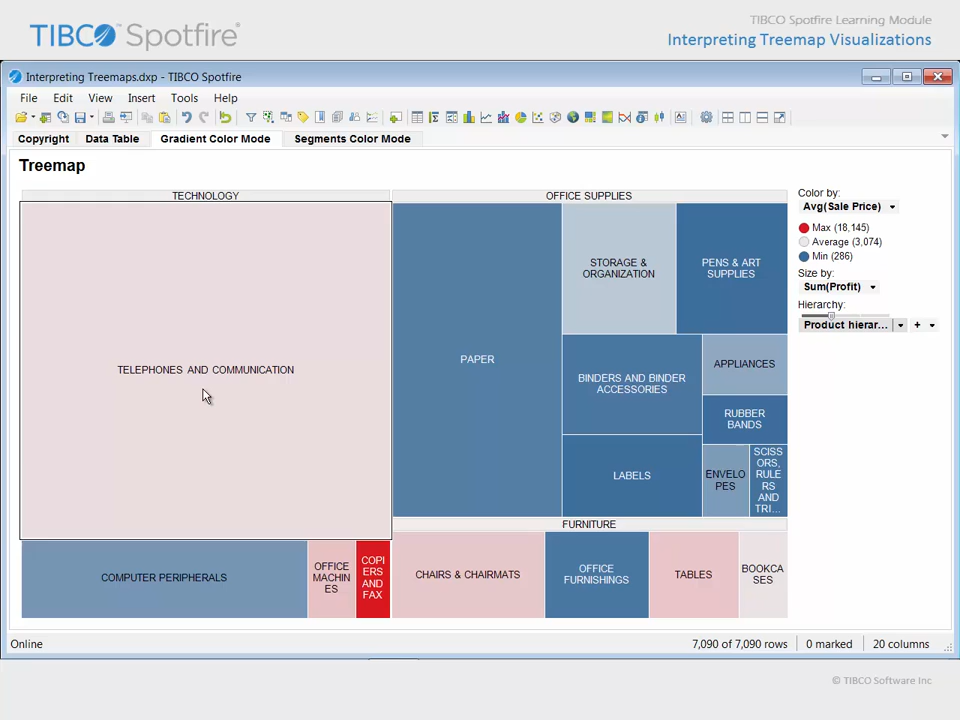 TIBCO™ Spotfire®
TIBCO Spotfire Learning Module
Interpreting Treemap Visualizations
Interpreting Treemaps.dxp - TIBCO Spotfire
File Edit View Insert Tools Help
Copyright Data Table Gradient Color Mode Segments Color Mode
Treemap
TECHNOLOGY
TELEPHONES AND COMMUNICATION
COMPUTER PERIPHERALS
OFFICE
MACHIN
ES
COPI
ERS
AND
FAX
OFFICE SUPPLIES
PAPER
STORAGE &
ORGANIZATION
PENS & ART
SUPPLIES
BINDERS AND BINDER
ACCESSORIES
APPLIANCES
RUBBER
BANDS
LABELS
ENVELO
PES
SCISS
ORS,
RULE
RS
AND
TRI...
FURNITURE
CHAIRS & CHAIRMATS
OFFICE
FURNISHINGS
TABLES
BOOKCA
SES
Color by:
Avg(Sale Price)
Max (18,145)
Average (3,074)
Min (286)
Size by:
Sum(Profit)
Hierarchy:
Product hierar... +
Online
7,090 of 7,090 rows 0 marked 20 columns
© TIBCO Software Inc